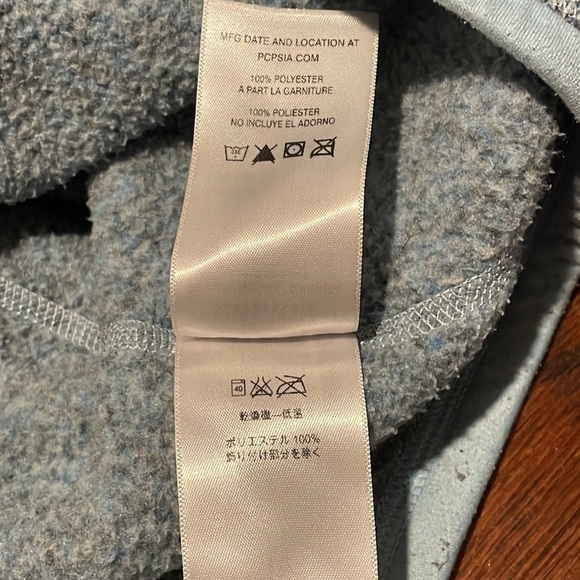 MFG DATE AND LOCATION AT
PCPSIA.COM
100% POLYESTER
A PART LA GARNITURE
100% POLIÉSTER
NO INCLUYE EL ADORNO
40
乾燥機―低温
ポリエステル 100%
飾り付け部分を除く